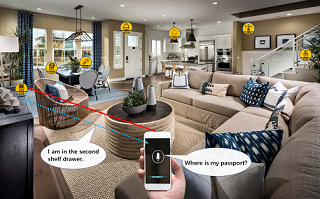 I am in the second
shelf drawer.
Where is my passport?